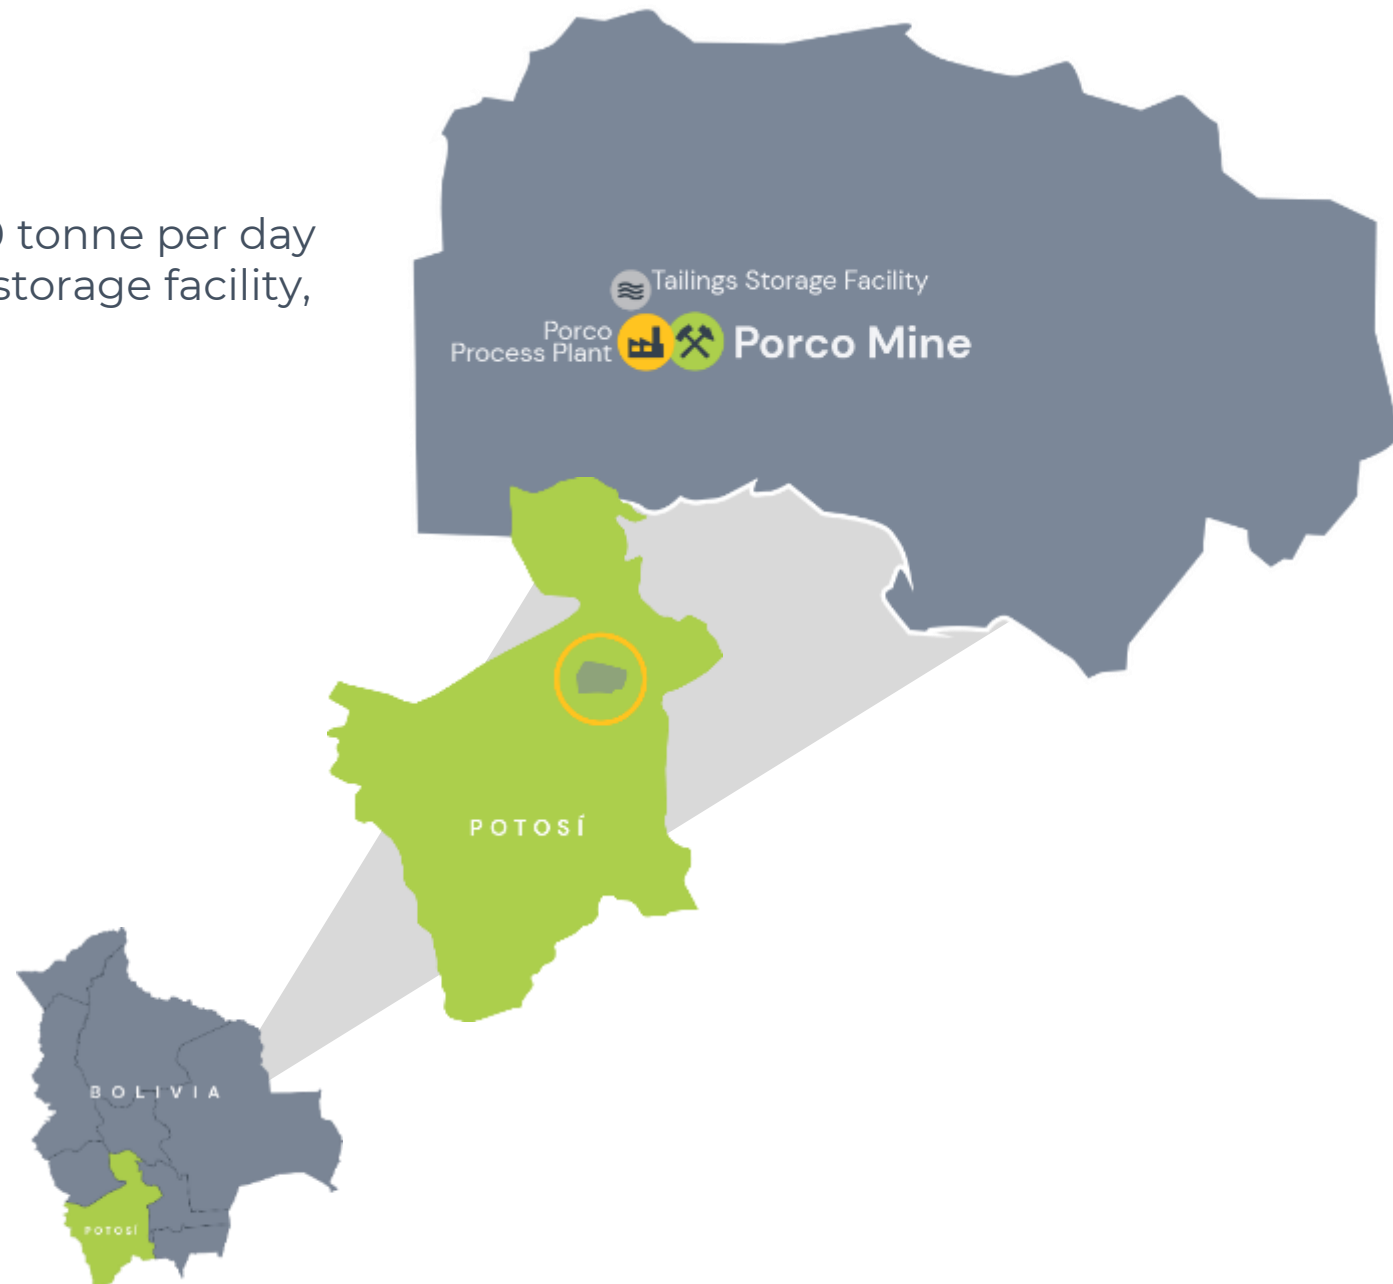 tonne per day
storage facility,
Tailings Storage Facility
Porco
Process Plant
Porco Mine
POTOSÍ
BOLIVIA
POTOSÍ